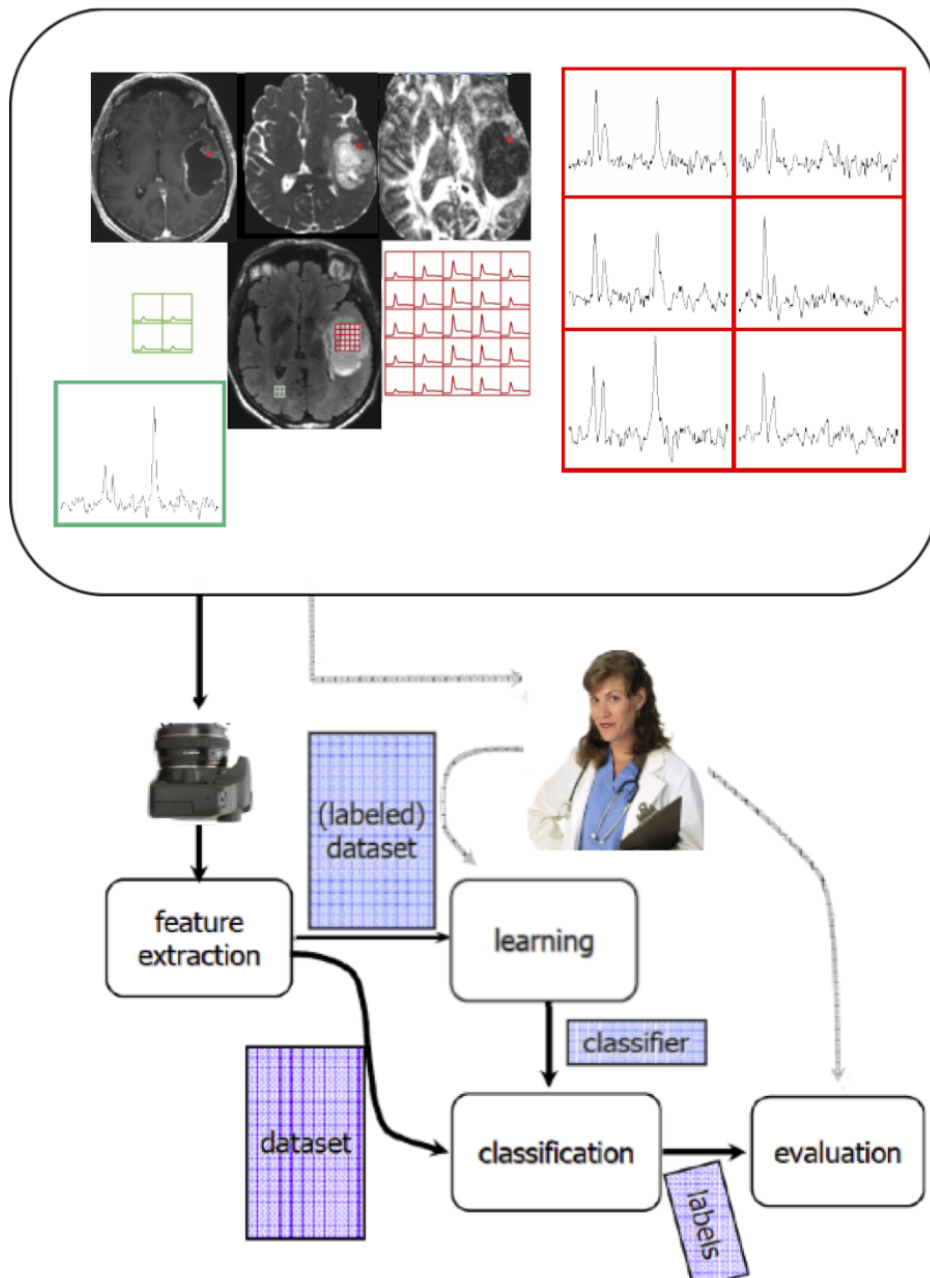 (labeled)
dataset
feature
extraction
learning
classifier
dataset
classification
evaluation
labels